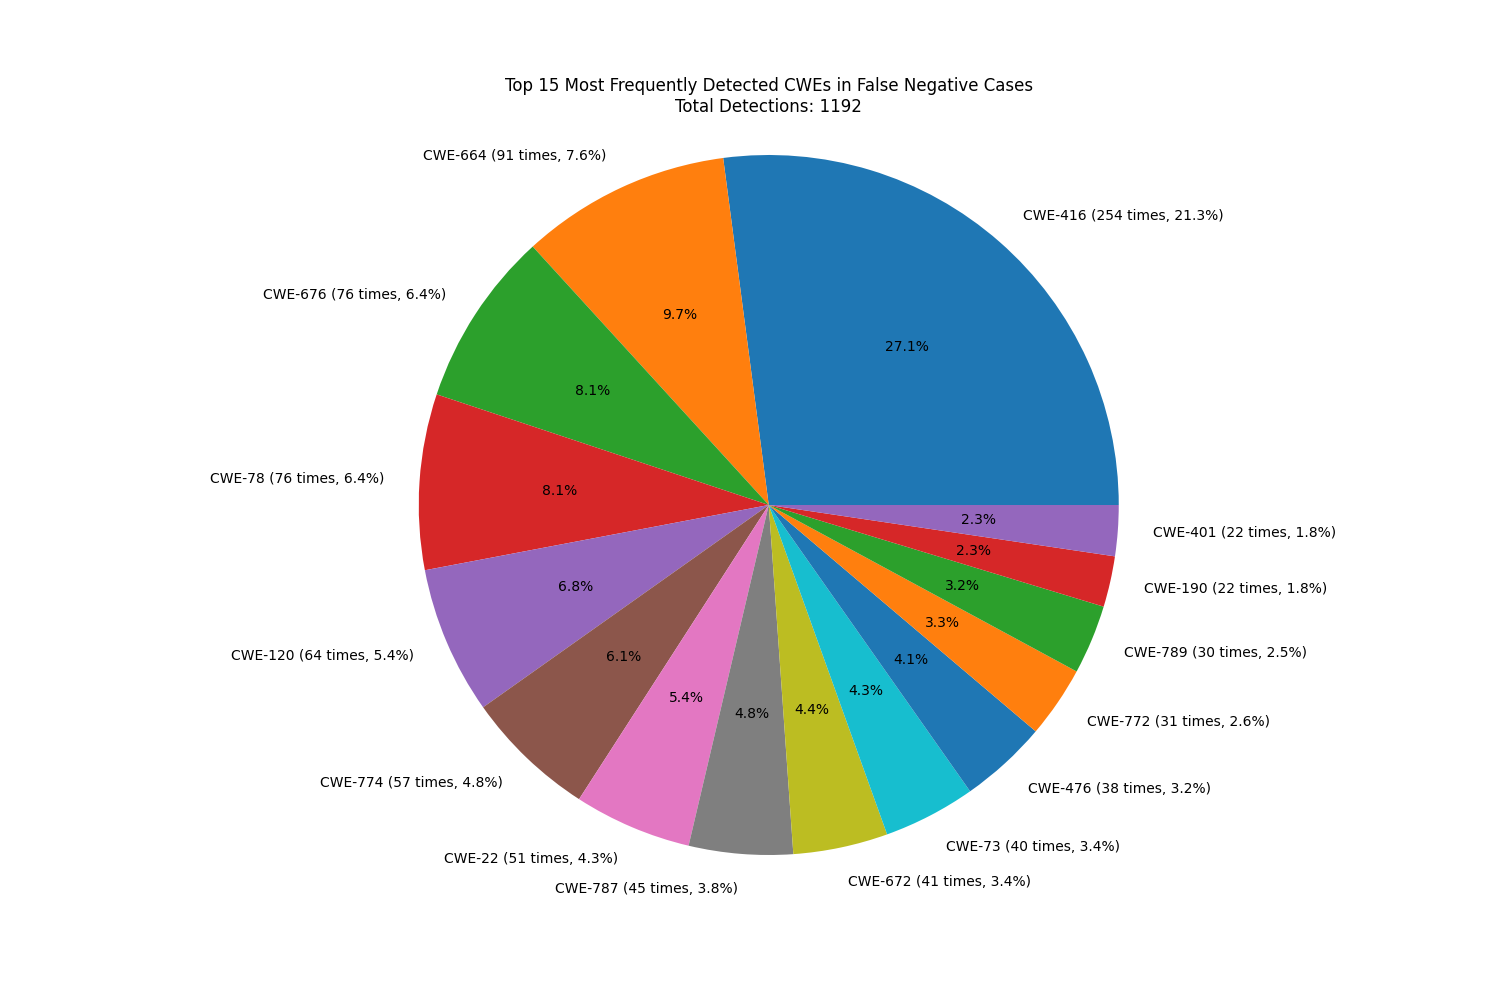 Top 15 Most Frequently Detected CWEs in False Negative Cases
Total Detections: 1192
CWE-664 (91 times, 7.6%)
CWE-416 (254 times, 21.3%)
CWE-676 (76 times, 6.4%)
9.7%
27.1%
8.1%
CWE-78 (76 times, 6.4%)
8.1%
2.3%
CWE-401 (22 times, 1.8%)
2.3%
6.8%
3.2%
CWE-190 (22 times, 1.8%)
3.3%
CWE-120 (64 times, 5.4%)
6.1%
4.1%
CWE-789 (30 times, 2.5%)
5.4%
4.3%
4.8%
4.4%
CWE-772 (31 times, 2.6%)
CWE-774 (57 times, 4.8%)
CWE-476 (38 times, 3.2%)
CWE-73 (40 times, 3.4%)
CWE-22 (51 times, 4.3%)
CWE-672 (41 times, 3.4%)
CWE-787 (45 times, 3.8%)